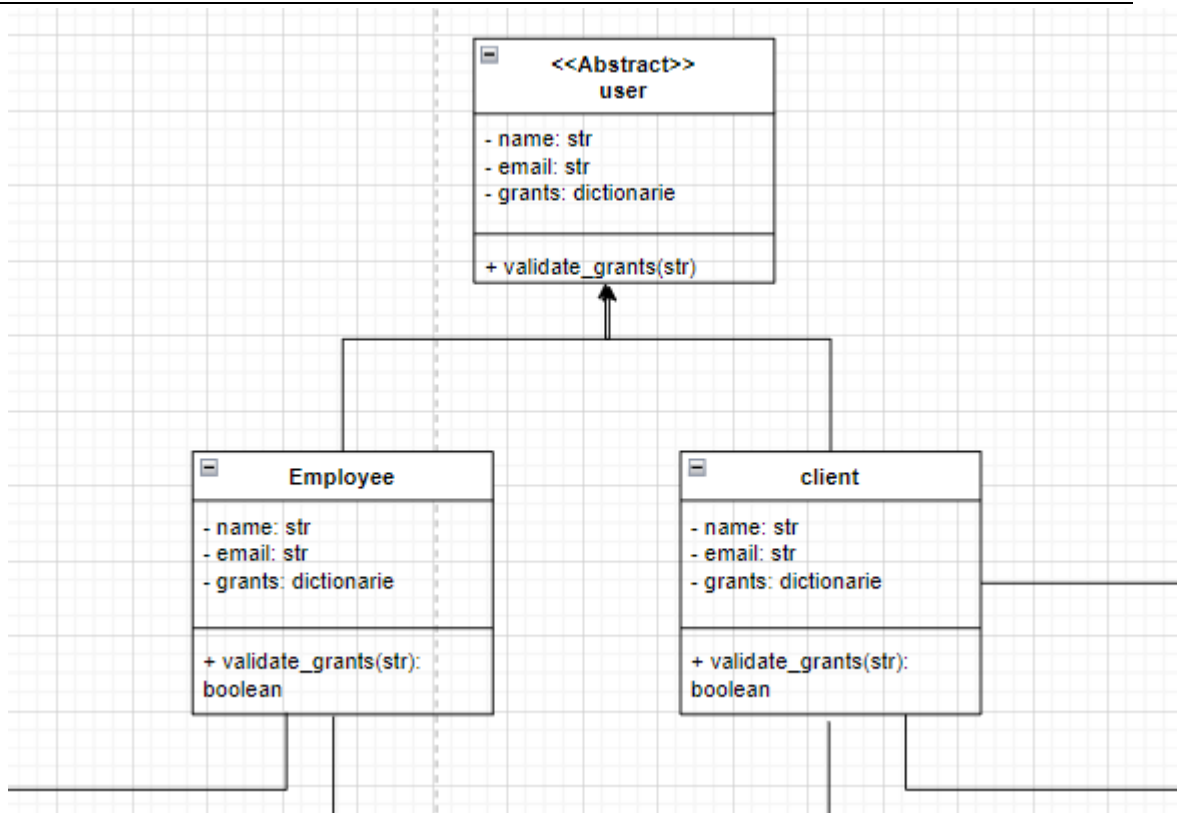 <<Abstract>>
user
- name: str
- email: str
- grants: dictionarie
+ validate_grants(str)
Employee
- name: str
- email: str
- grants: dictionarie
+ validate_grants(str):
boolean
client
- name: str
- email: str
- grants: dictionarie
+ validate_grants(str):
boolean